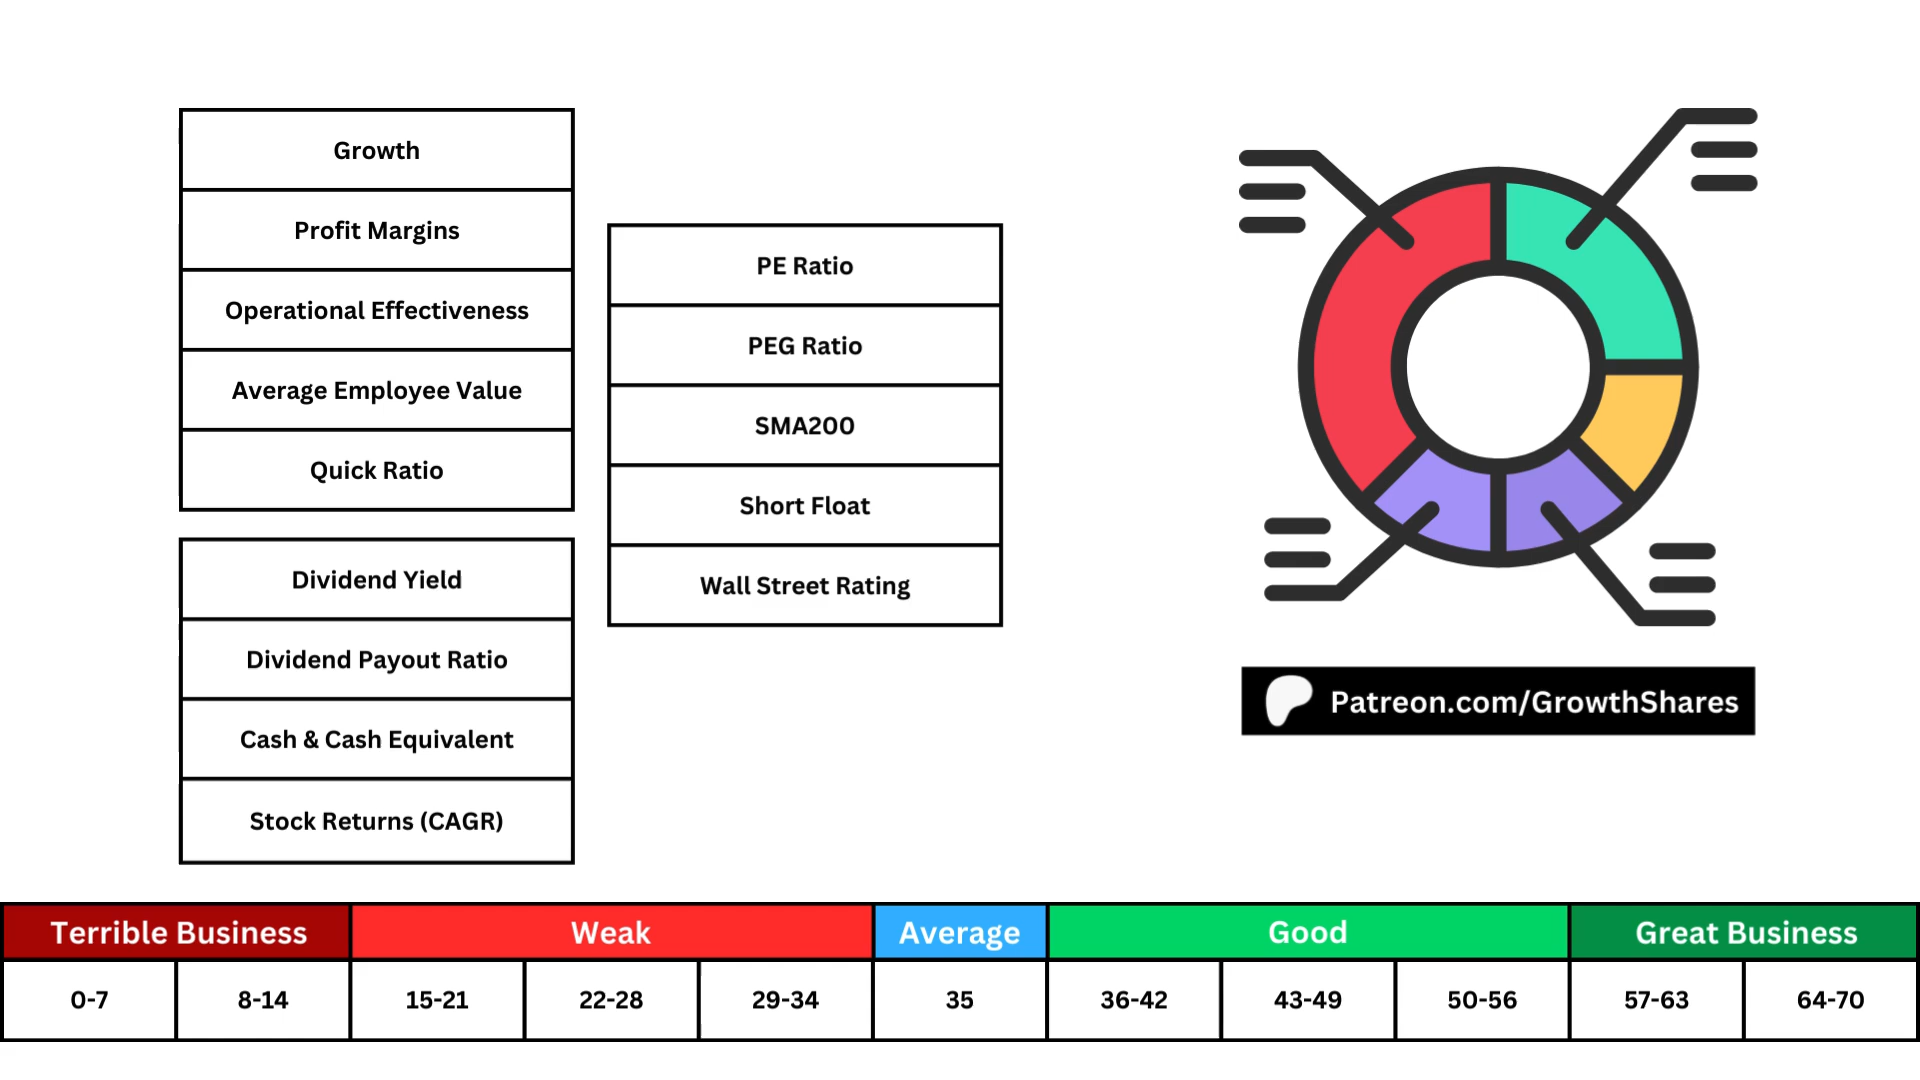 Growth
Profit Margins
Operational Effectiveness
Average Employee Value
Quick Ratio
Dividend Yield
Dividend Payout Ratio
Cash & Cash Equivalent
Stock Returns (CAGR)
PE Ratio
PEG Ratio
SMA200
Short Float
Wall Street Rating
Patreon.com/GrowthShares
Terrible Business Weak Average Good Great Business
0-7 8-14 15-21 22-28 29-34 35 36-42 43-49 50-56 57-63 64-70